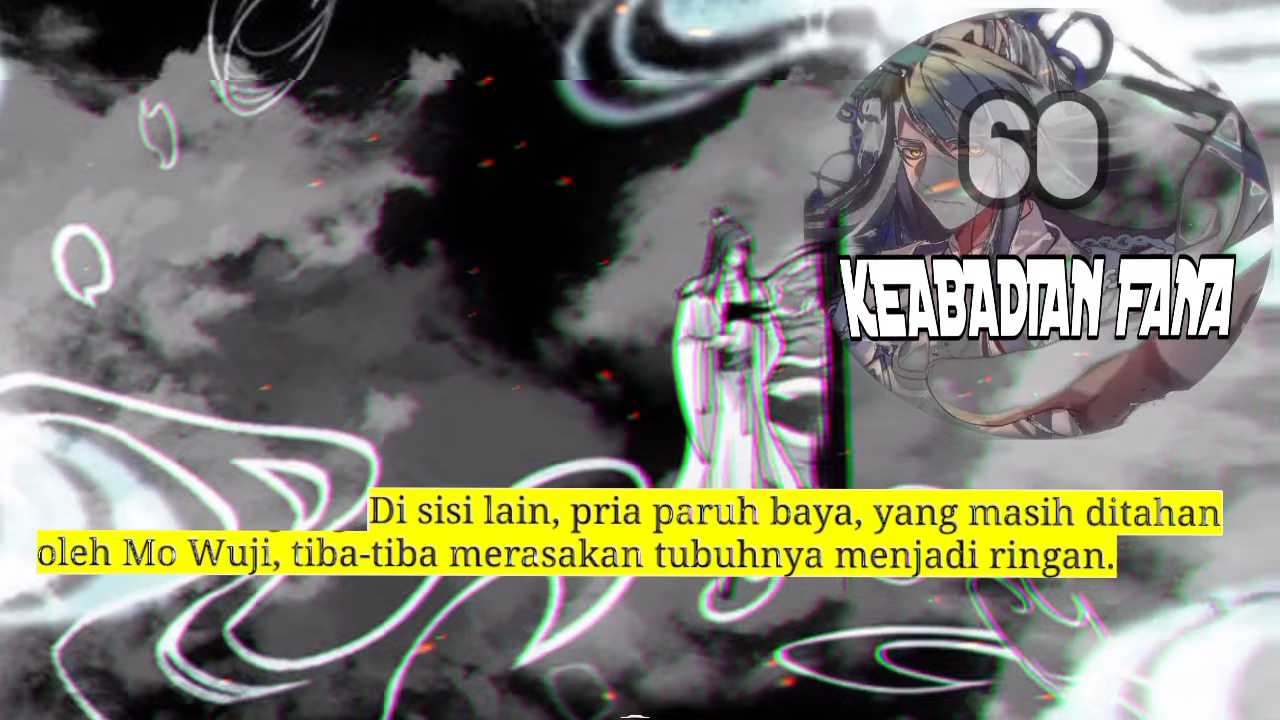 60
KEABADIAN FANA
Di sisi lain, pria paruh baya, yang masih ditahan
oleh Mo Wuji, tiba-tiba merasakan tubuhnya menjadi ringan.